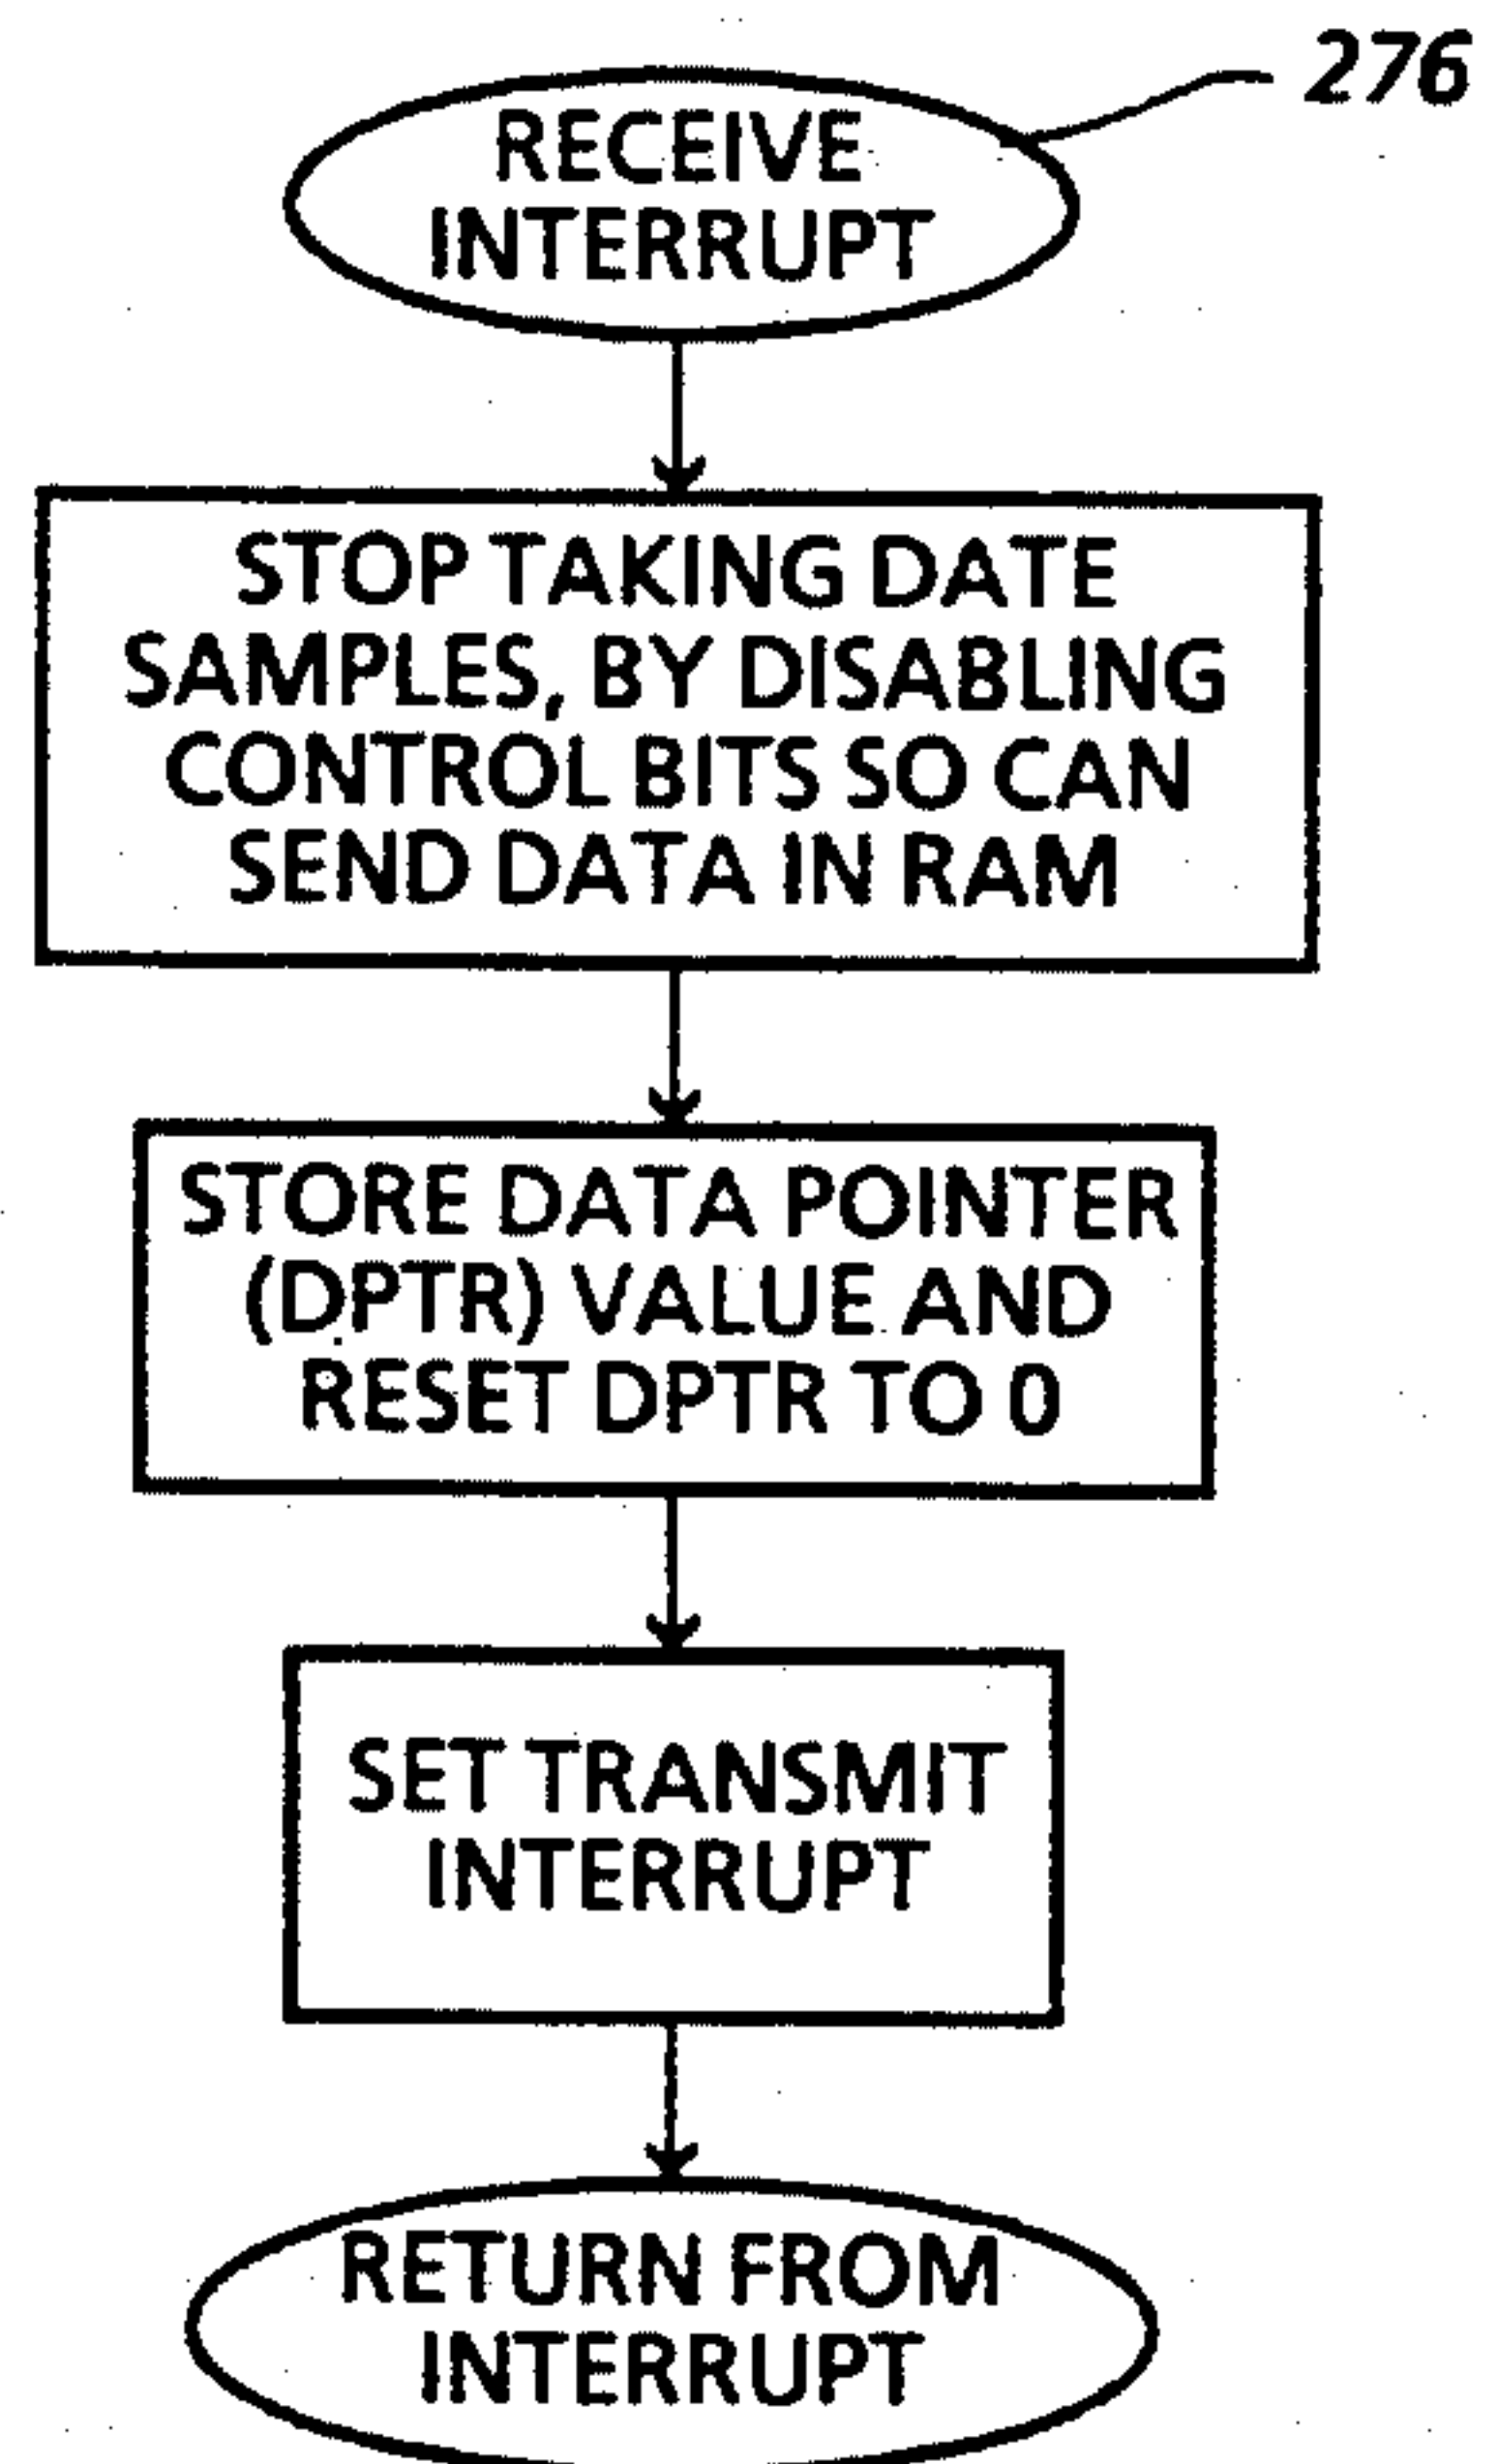 276
RECEIVE
INTERRUPT
STOP TAKING DATE
SAMPLES, BY DISABLING
CONTROL BITS SO CAN
SEND DATA IN RAM
STORE DATA POINTER
(DPTR) VALUE AND
RESET DPTR TO 0
SET TRANSMIT
INTERRUPT
RETURN FROM
INTERRUPT